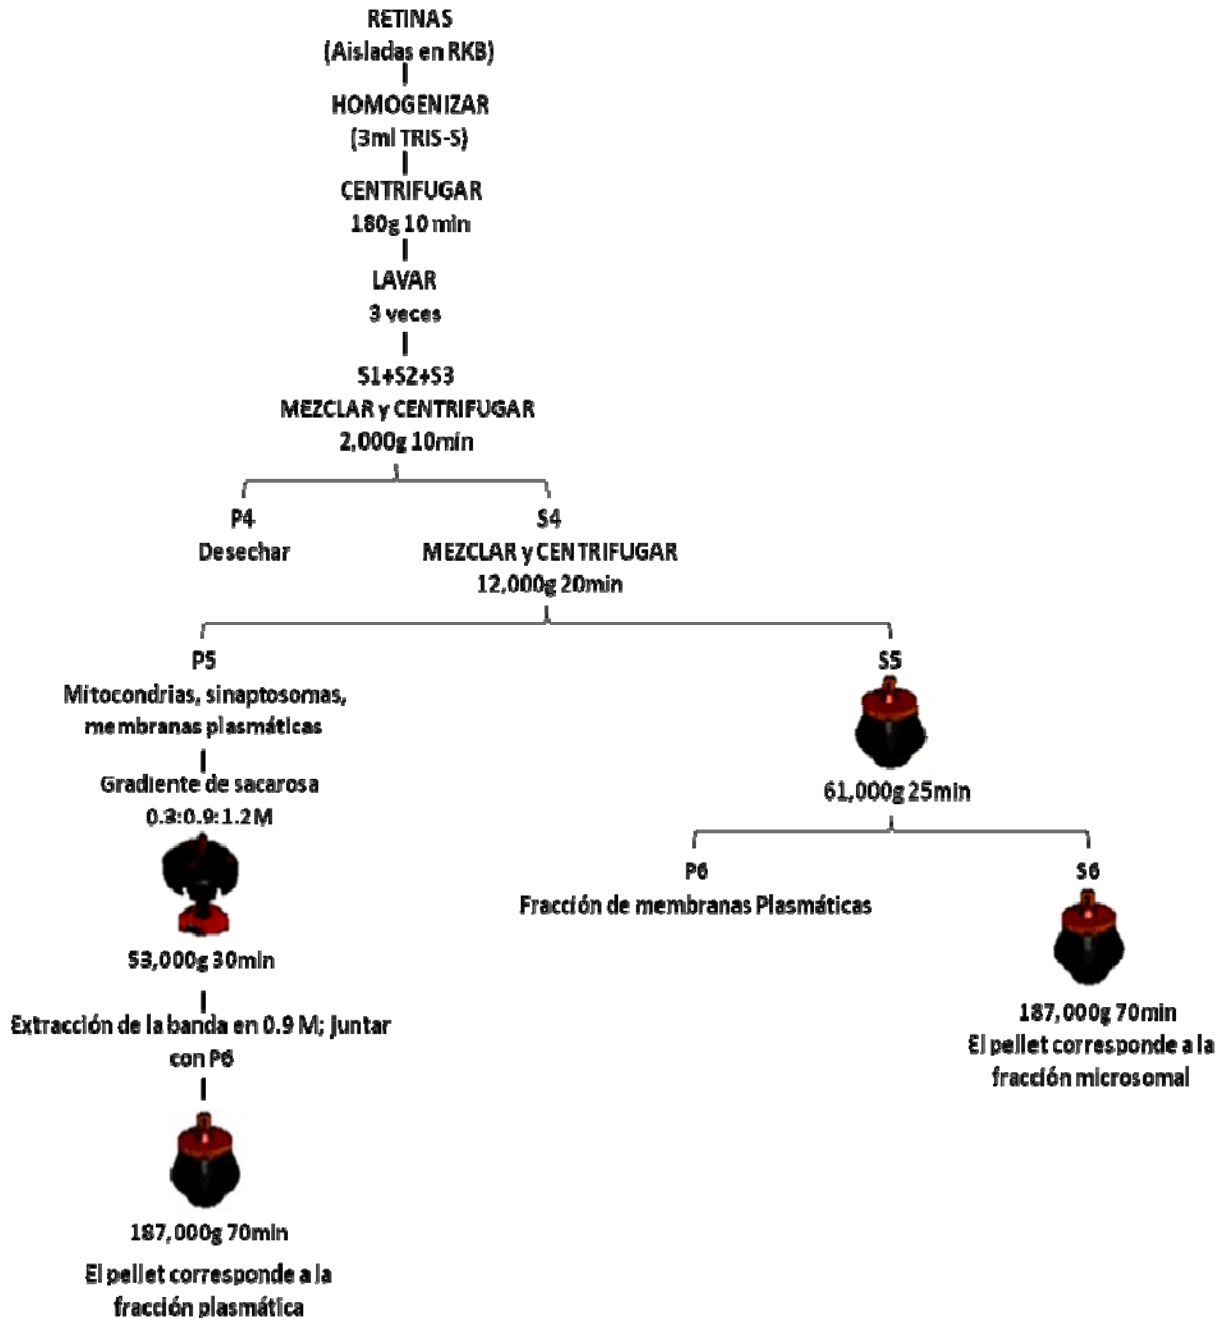 RETINAS
(Aisladas en RKB)
HOMOGENIZAR
(3ml TRIS-S)
CENTRIFUGAR
180g 10 min
LAVAR
3 veces
S1+S2+S3
MEZCLAR y CENTRIFUGAR
2,000g 10min
P4
Desechar
S4
MEZCLAR y CENTRIFUGAR
12,000g 20min
P5
Mitocondrias, sinaptosomas,
membranas plasmáticas
Gradiente de sacarosa
0.3:0.9:1.2M
53,000g 30min
Extracción de la banda en 0.9 M; juntar
con P6
187,000g 70min
El pellet corresponde a la
fracción plasmática
S5
61,000g 25min
P6
Fracción de membranas Plasmáticas
S6
187,000g 70min
El pellet corresponde a la
fracción microsomal